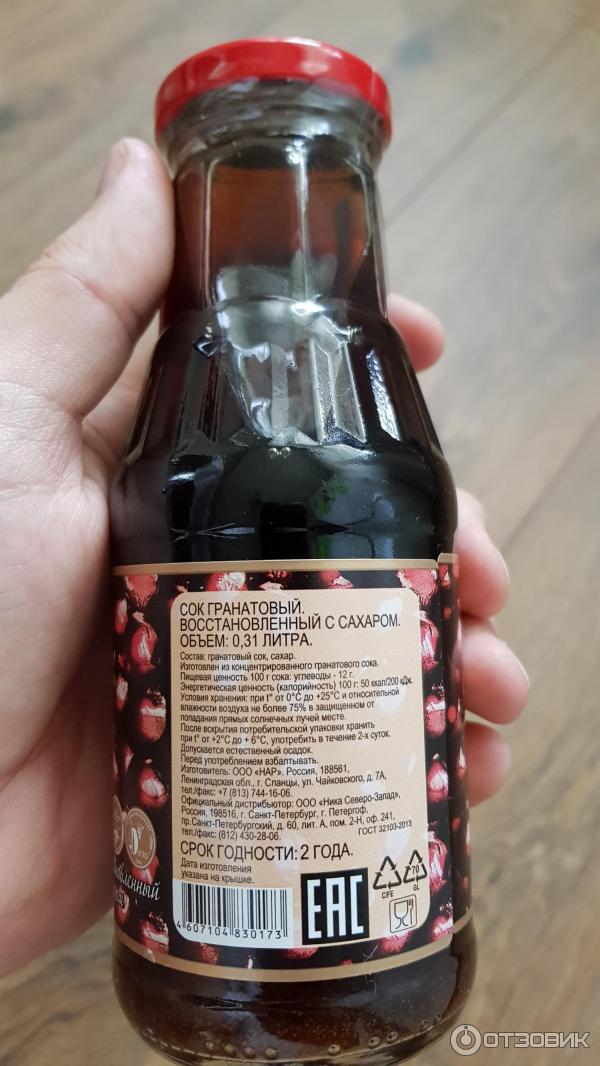 СОК ГРАНАТОВЫЙ.
ВОССТАНОВЛЕННЫЙ С САХАРОМ.
ОБЪЕМ: 0,31 ЛИТРА.
Состав: гранатовый сок, сахар.
Изготовлен из концентрированного гранатового сока.
Пищевая ценность 100 г сока: углеводы - 12 г.
Энергетическая ценность (калорийность) 100 г: 50 ккал/200 кДж.
Условия хранения: при t° от 0°С до +25°С и относительной
влажности воздуха не более 75% в защищенном от
попадания прямых солнечных лучей месте.
После вскрытия потребительской упаковки хранить
при t° от +2°С до + 6°С, употребить в течение 2-х суток.
Допускается естественный осадок.
Перед употреблением взбалтывать.
Изготовитель: ООО «НАР». Россия, 188561,
Ленинградская обл., г. Сланцы, ул. Чайковского, д. 7А,
тел./факс: +7 (813) 744-16-06.
Официальный дистрибьютор: ООО «Ника Северо-Запад»,
Россия, 198516, г. Санкт-Петербург, г. Петергоф,
пр.Санкт-Петербургский, д. 60, лит. А, пом. 2-Н, оф. 241,
тел./факс: (812) 430-28-06.
ГОСТ 32103-2013
СРОК ГОДНОСТИ: 2 ГОДА.
Дата изготовления
указана на крышке.
4 607104 830173
EAC
C/FE
70
GL
ОТЗОВИК